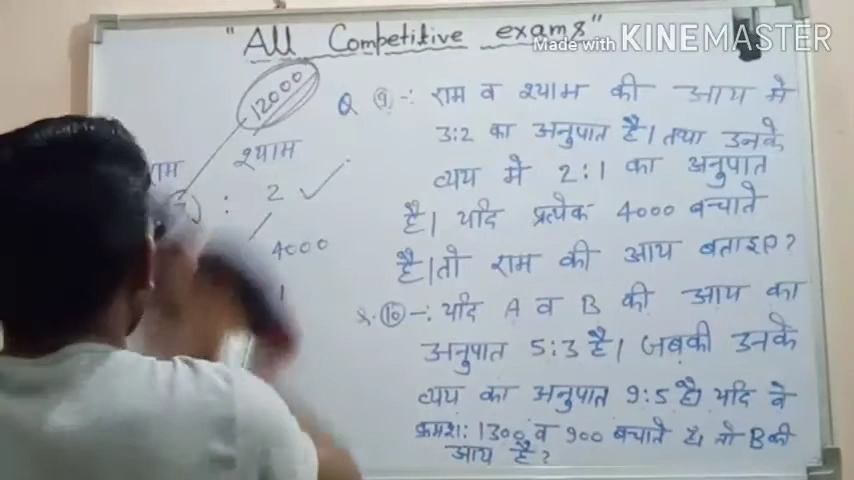 "All Competitive exams"
Made with KINEMASTER
12000
श्याम
: 2
4000
1
Q (9) -: राम व श्याम की आय मे
3:2 का अनुपात है। तथा उनके
व्यय मे 2:1 का अनुपात
है। यदि प्रत्येक 4000 बचाते
है। तो राम की आय बताइए?
Q. (10) -: यदि A व B की आय का
अनुपात 5:3 है। जबकी उनके
व्यय का अनुपात 9:5 है। यदि वे
क्रमश: 1300 व 900 बचाते है, तो B की
आय है?